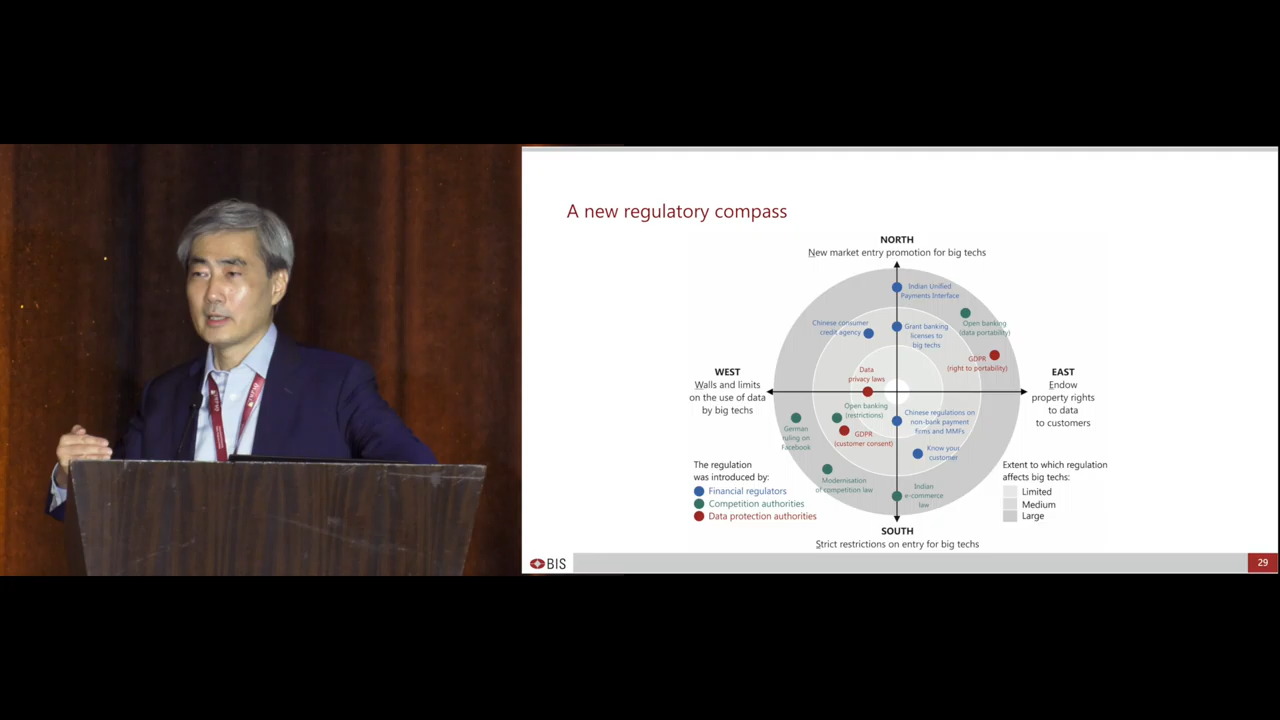 A new regulatory compass
NORTH
New market entry promotion for big techs
Indian Unified
Payments Interface
Open banking
(data portability)
Chinese consumer
credit agency
Grant banking
licenses to
big techs
GDPR
(right to portability)
WEST
Walls and limits
on the use of data
by big techs
Data
privacy laws
EAST
Endow
property rights
to data
to customers
Open banking
(restrictions)
German
ruling on
Facebook
GDPR
(customer consent)
Chinese regulations on
non-bank payment
firms and MMFs
Know your
customer
Modernisation
of competition law
Indian
e-commerce
law
The regulation
was introduced by:
Financial regulators
Competition authorities
Data protection authorities
Extent to which regulation
affects big techs:
Limited
Medium
Large
SOUTH
Strict restrictions on entry for big techs
BIS
29